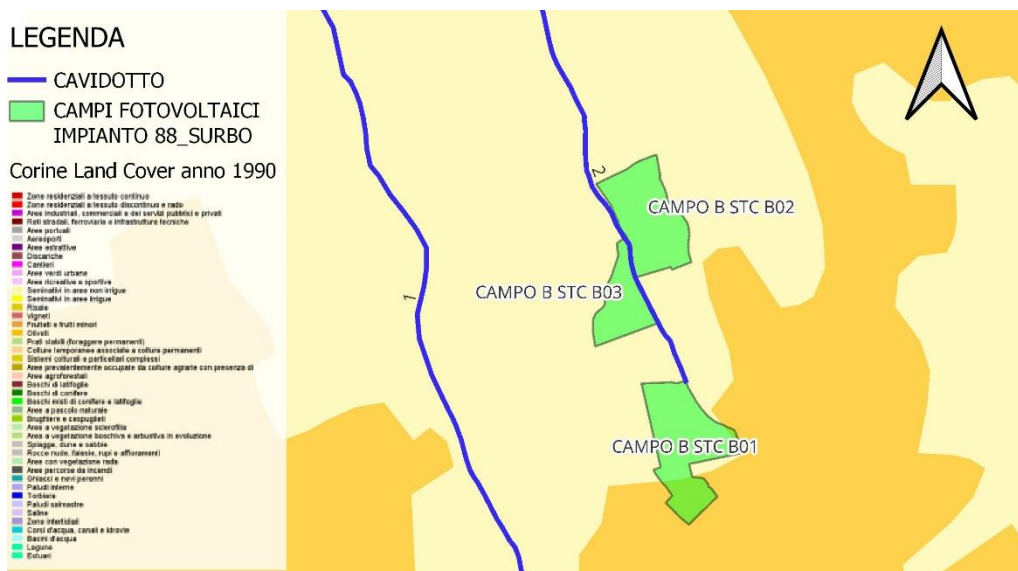 LEGENDA
CAVIDOTTO
CAMPI FOTOVOLTAICI
IMPIANTO 88_SURBO
Corine Land Cover anno 1990
Zone residenziali a tessuto continuo
Zone residenziali a tessuto discontinuo e rado
Aree industriali, commerciali e dei servizi pubblici e privati
Reti stradali, ferroviarie e infrastrutture tecniche
Aree portuali
Aeroporti
Aree estrattive
Discariche
Cantieri
Aree verdi urbane
Aree ricreative e sportive
Seminativi in aree non irrigue
Seminativi in aree irrigue
Risaie
Vigneti
Frutteti e frutti minori
Oliveti
Prati stabili (foraggere permanenti)
Colture temporanee associate a colture permanenti
Sistemi colturali e particellari complessi
Aree prevalentemente occupate da colture agrarie con presenza di
Aree agroforestali
Boschi di latifoglie
Boschi di conifere
Boschi misti di conifere e latifoglie
Aree a pascolo naturale
Brughiere e cespuglieti
Aree a vegetazione sclerofilla
Aree a vegetazione boschiva e arbustiva in evoluzione
Spiagge, dune e sabbie
Rocce nude, falesie, rupi e affioramenti
Aree con vegetazione rada
Aree percorse da incendi
Ghiacci e nevi perenni
Paludi interne
Torbiere
Paludi salmastre
Saline
Zone intertidiali
Corsi d'acqua, canali e idrovie
Bacini d'acqua
Lagune
Estuari
1
2
CAMPO B STC B02
CAMPO B STC B03
CAMPO B STC B01